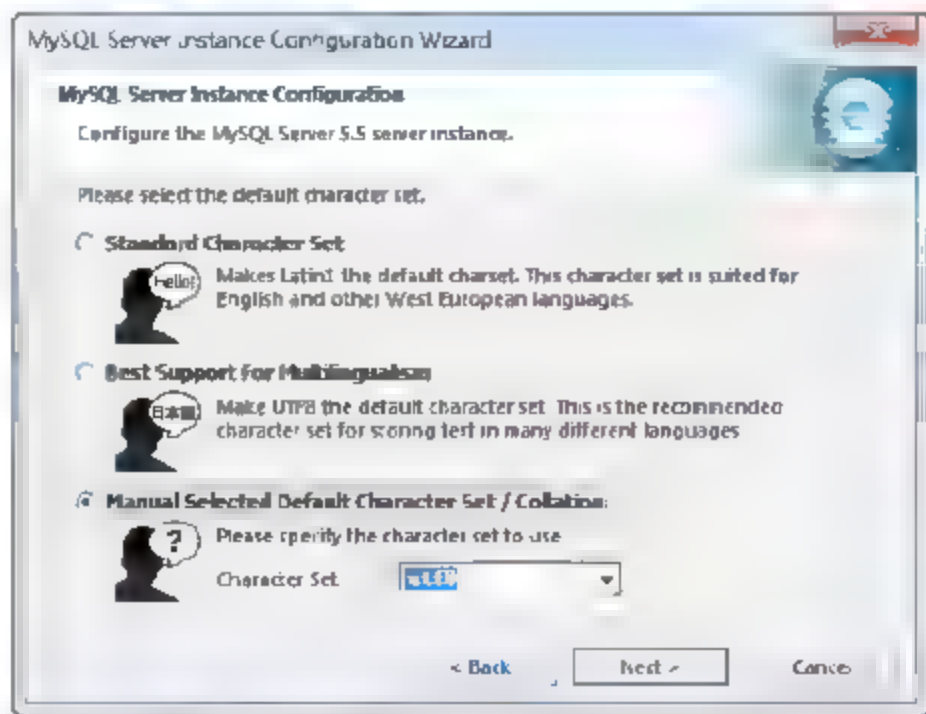 MySQL Server Instance Configuration Wizard
MySQL Server Instance Configuration
Configure the MySQL Server 5.5 server instance.
Please select the default character set.
Standard Character Set
Hello!
Makes Latin1 the default charset. This character set is suited for
English and other West European languages.
Best Support For Multilingualism
日本語
Make UTF8 the default character set. This is the recommended
character set for storing text in many different languages.
Manual Selected Default Character Set / Collation
?
Please specify the character set to use.
Character Set:
utf8
< Back
Next >
Cancel